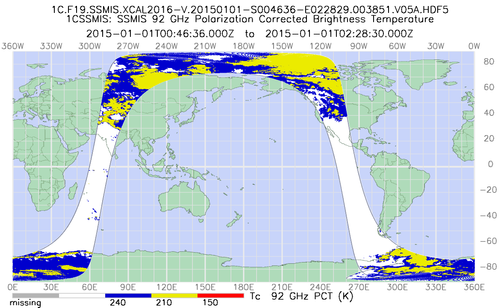 1C.F19.SSMIS.XCAL2016-V.20150101-S004636-E022829.003851.V05A.HDF5
1CSSMIS: SSMIS 92 GHz Polarization Corrected Brightness Temperature
2015-01-01T00:46:36.000Z to 2015-01-01T02:28:30.000Z
360W 330W 300W 270W 240W 210W 180W 150W 120W 90W 60W 30W 0W
80
60
40
20
0
-20
-40
-60
-80
0E 30E 60E 90E 120E 150E 180E 210E 240E 270E 300E 330E 360E
missing 240 210 150 Tc 92 GHz PCT (K)